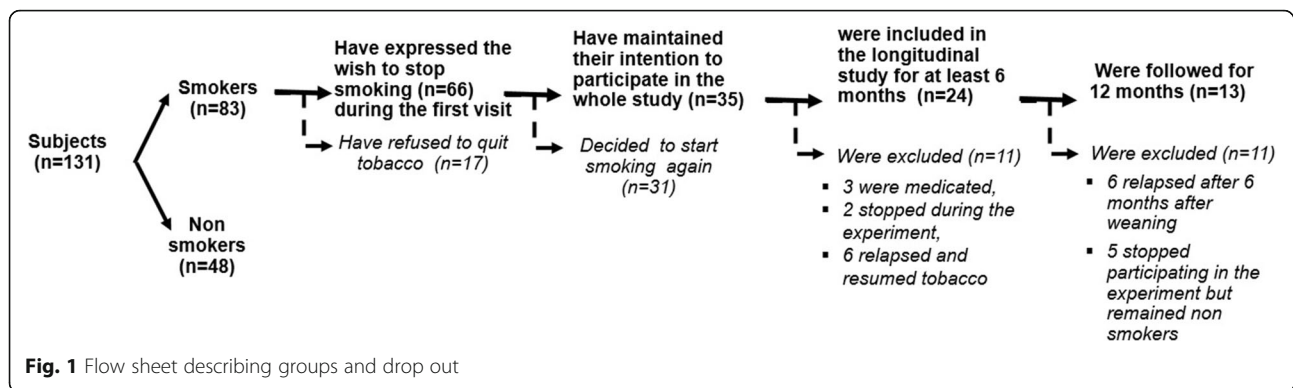 Subjects
(n=131)
Smokers
(n=83)
Non
smokers
(n=48)
Have expressed the
wish to stop
smoking (n=66)
during the first visit
Have refused to quit
tobacco (n=17)
Have maintained
their intention to
participate in the
whole study (n=35)
Decided to start
smoking again
(n=31)
were included in
the longitudinal
study for at least 6
months (n=24)
Were excluded (n=11)
▪ 3 were medicated,
▪ 2 stopped during the
experiment,
▪ 6 relapsed and
resumed tobacco
Were followed for
12 months (n=13)
Were excluded (n=11)
▪ 6 relapsed after 6
months after
weaning
▪ 5 stopped
participating in the
experiment but
remained non
smokers
Fig. 1 Flow sheet describing groups and drop out